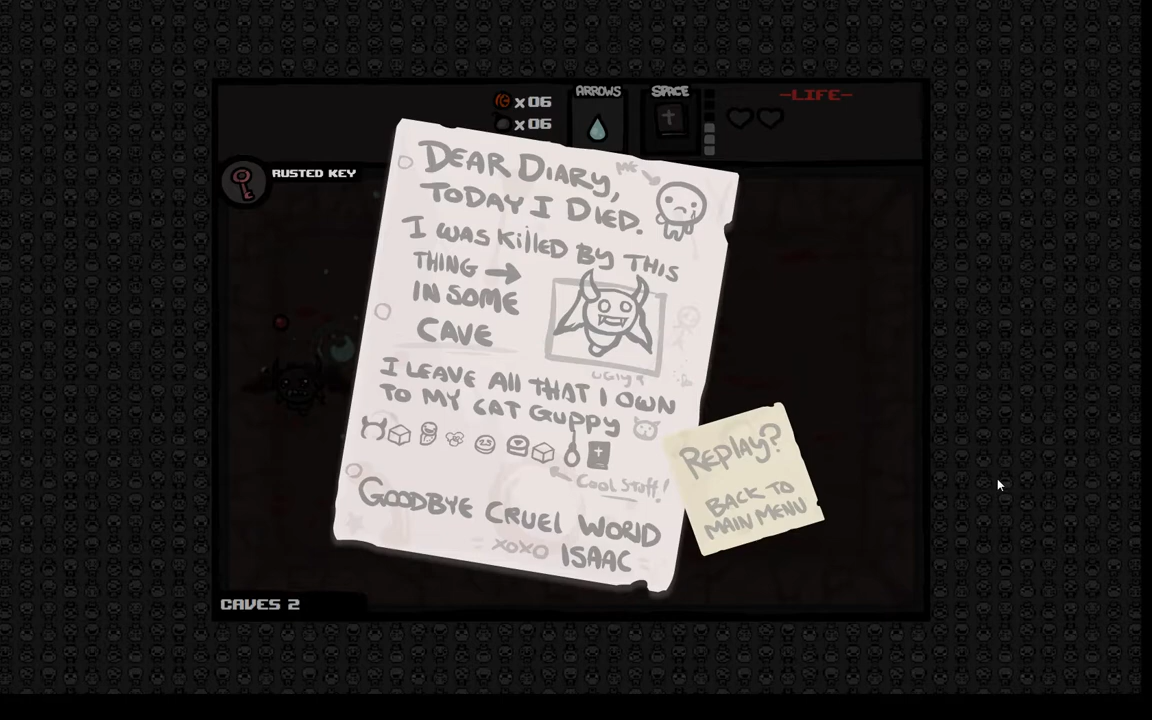 ARROWS
SPACE
-LIFE-
x06
x06
RUSTED KEY
DEAR DIARY,
ME
TODAY I DIED.
I WAS KILLED BY THIS
THING →
IN SOME
CAVE
UGLY
I LEAVE ALL THAT I OWN
TO MY CAT GUPPY
COOL STUFF!
GOODBYE CRUEL WORLD
XOXO ISAAC
REPLAY?
BACK TO
MAIN MENU
CAVES 2